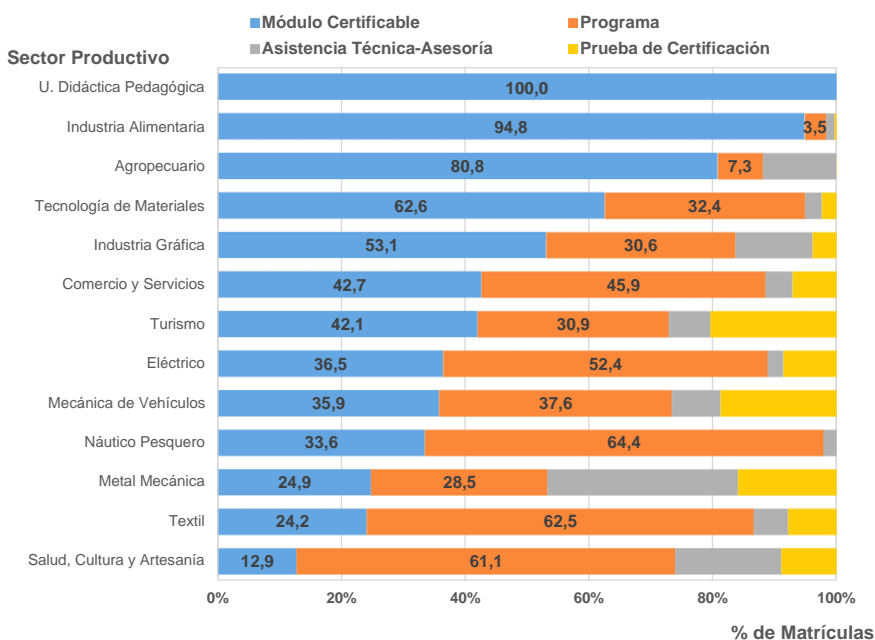 Módulo Certificable Programa
Asistencia Técnica-Asesoría Prueba de Certificación
Sector Productivo
U. Didáctica Pedagógica 100,0
Industria Alimentaria 94,8 3,5
Agropecuario 80,8 7,3
Tecnología de Materiales 62,6 32,4
Industria Gráfica 53,1 30,6
Comercio y Servicios 42,7 45,9
Turismo 42,1 30,9
Eléctrico 36,5 52,4
Mecánica de Vehículos 35,9 37,6
Náutico Pesquero 33,6 64,4
Metal Mecánica 24,9 28,5
Textil 24,2 62,5
Salud, Cultura y Artesanía 12,9 61,1
0% 20% 40% 60% 80% 100%
% de Matrículas